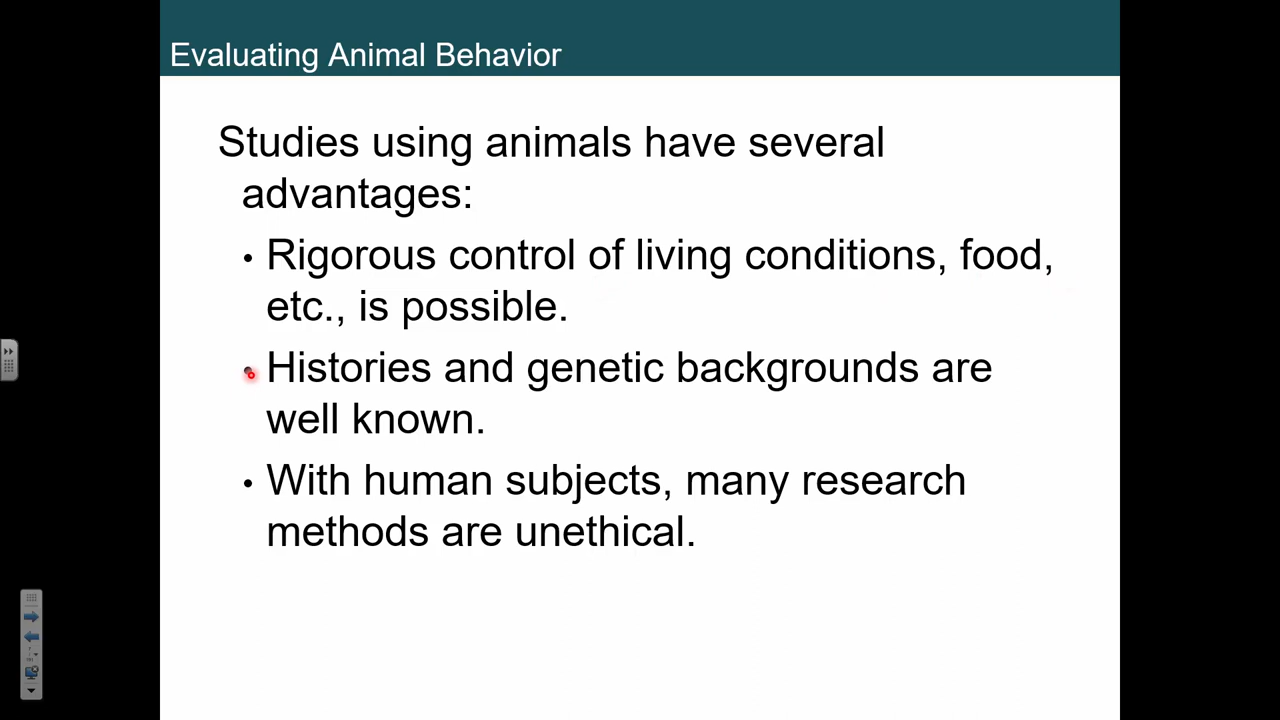 Evaluating Animal Behavior
Studies using animals have several
advantages:
• Rigorous control of living conditions, food,
etc., is possible.
• Histories and genetic backgrounds are
well known.
• With human subjects, many research
methods are unethical.